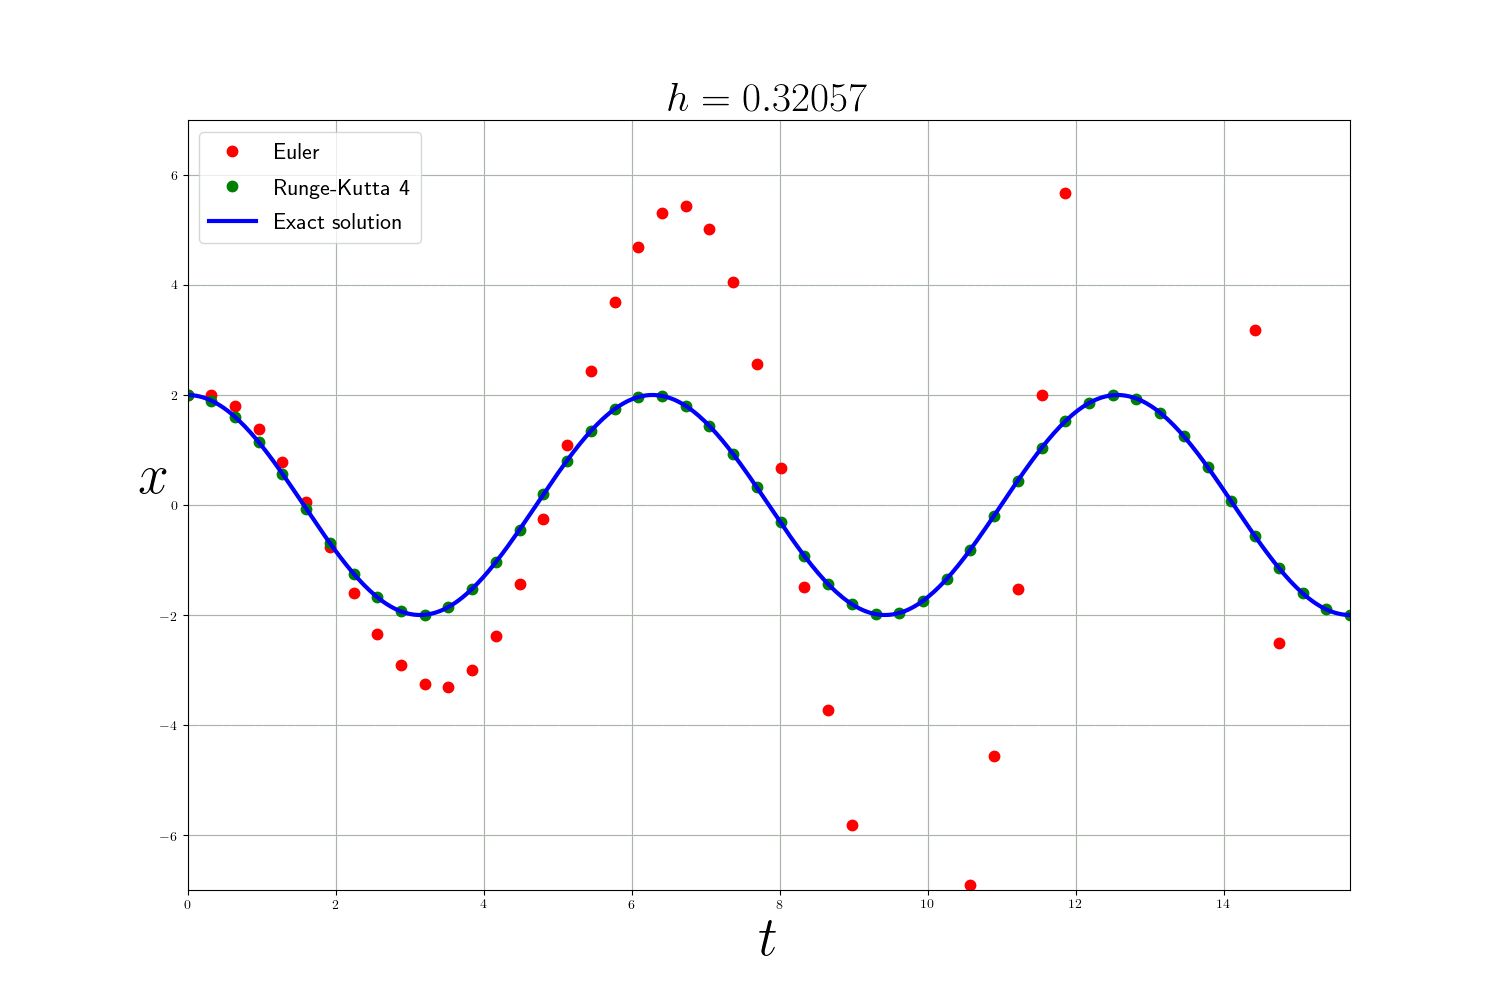 h = 0.32057
Euler
Runge-Kutta 4
Exact solution
6
4
2
0
−2
−4
−6
x
0 2 4 6 8 10 12 14
t